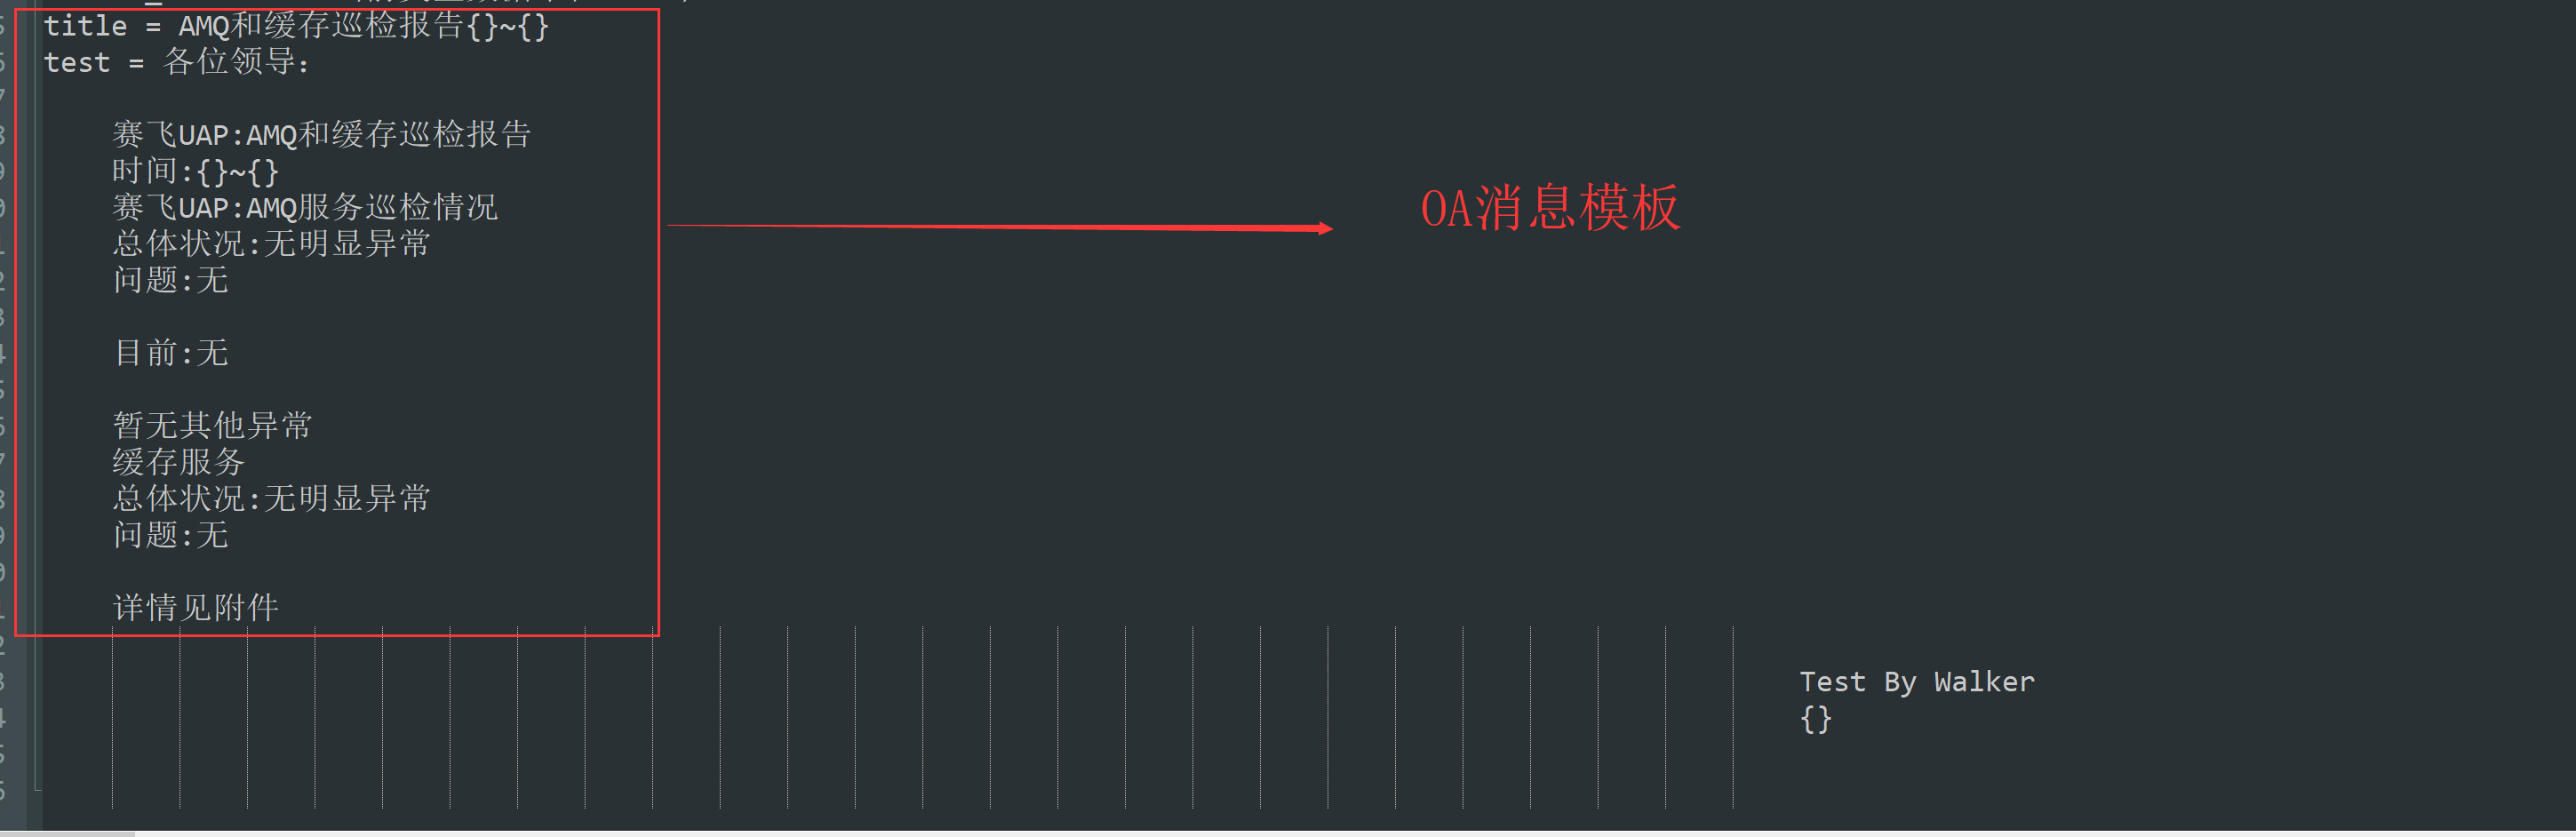 title = AMQ和缓存巡检报告{}~{}
test = 各位领导:
赛飞UAP:AMQ和缓存巡检报告
时间:{}~{}
赛飞UAP:AMQ服务巡检情况
总体状况:无明显异常
问题:无
OA消息模板
目前:无
暂无其他异常
缓存服务
总体状况:无明显异常
问题:无
详情见附件
Test By Walker
{}